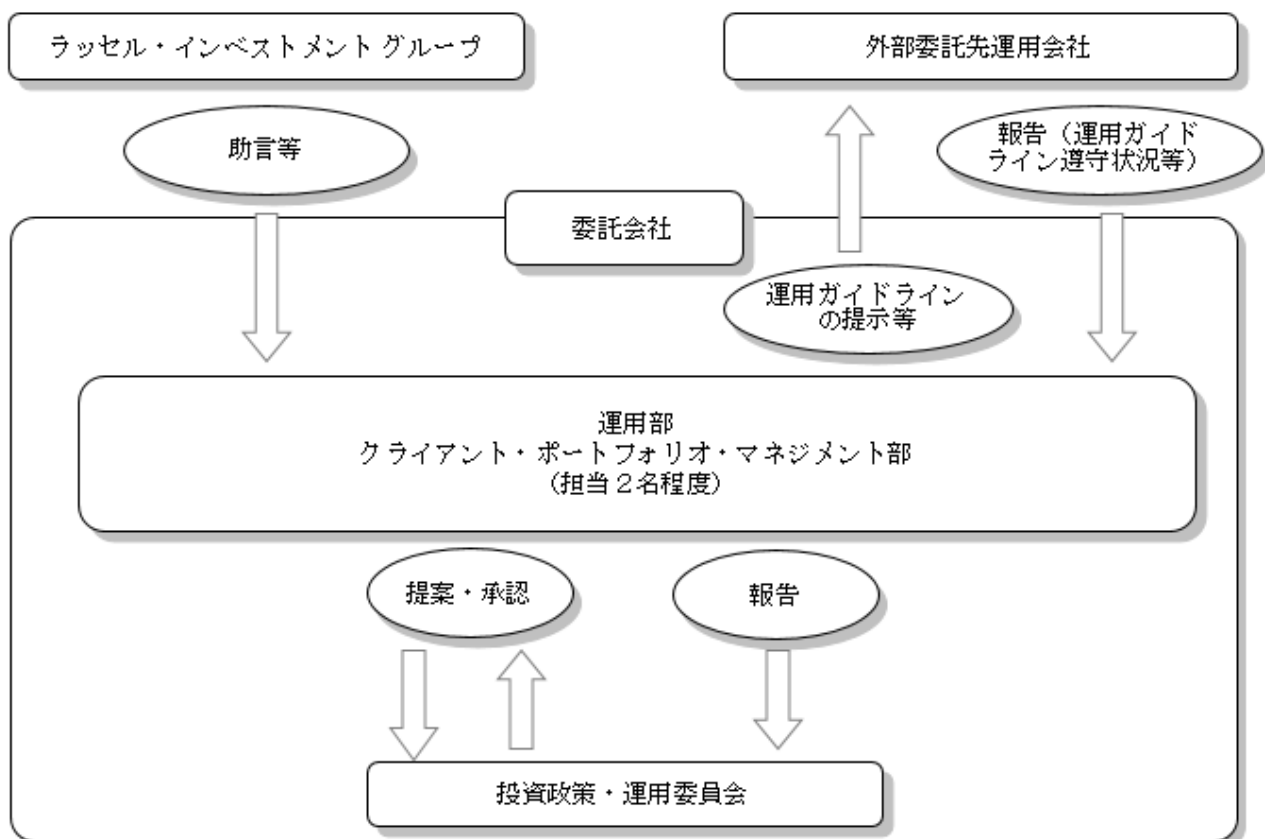 ラッセル・インベストメント グループ
外部委託先運用会社
助言等
報告（運用ガイド
ライン遵守状況等）
委託会社
運用ガイドライン
の提示等
運用部
クライアント・ポートフォリオ・マネジメント部
（担当２名程度）
提案・承認
報告
投資政策・運用委員会